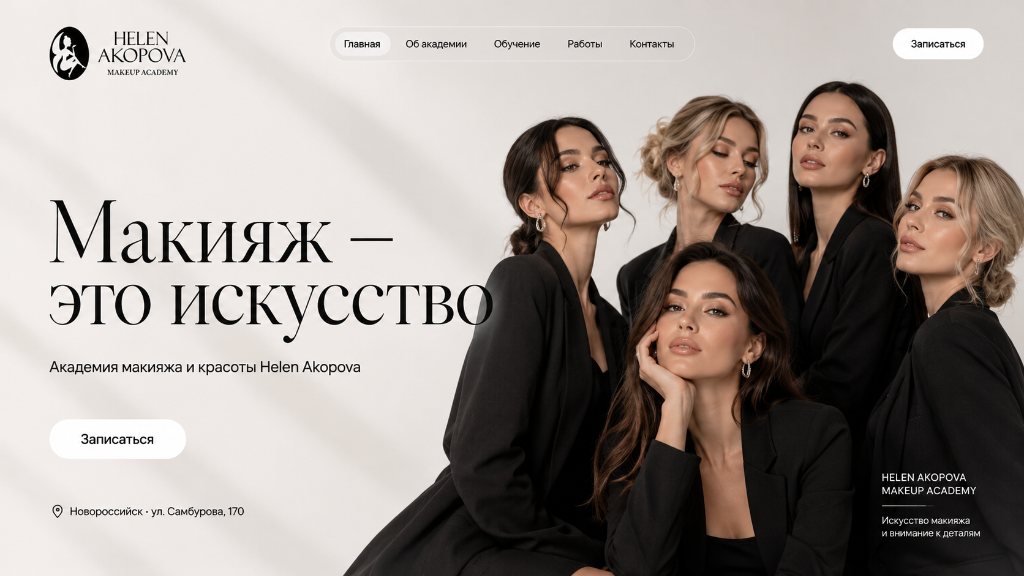 HELEN
AKOPOVA
MAKEUP ACADEMY
Главная
Об академии
Обучение
Работы
Контакты
Записаться
Макияж –
это искусство
Академия макияжа и красоты Helen Akopova
Записаться
Новороссийск • ул. Самбурова, 170
HELEN AKOPOVA
MAKEUP ACADEMY
Искусство макияжа
и внимание к деталям